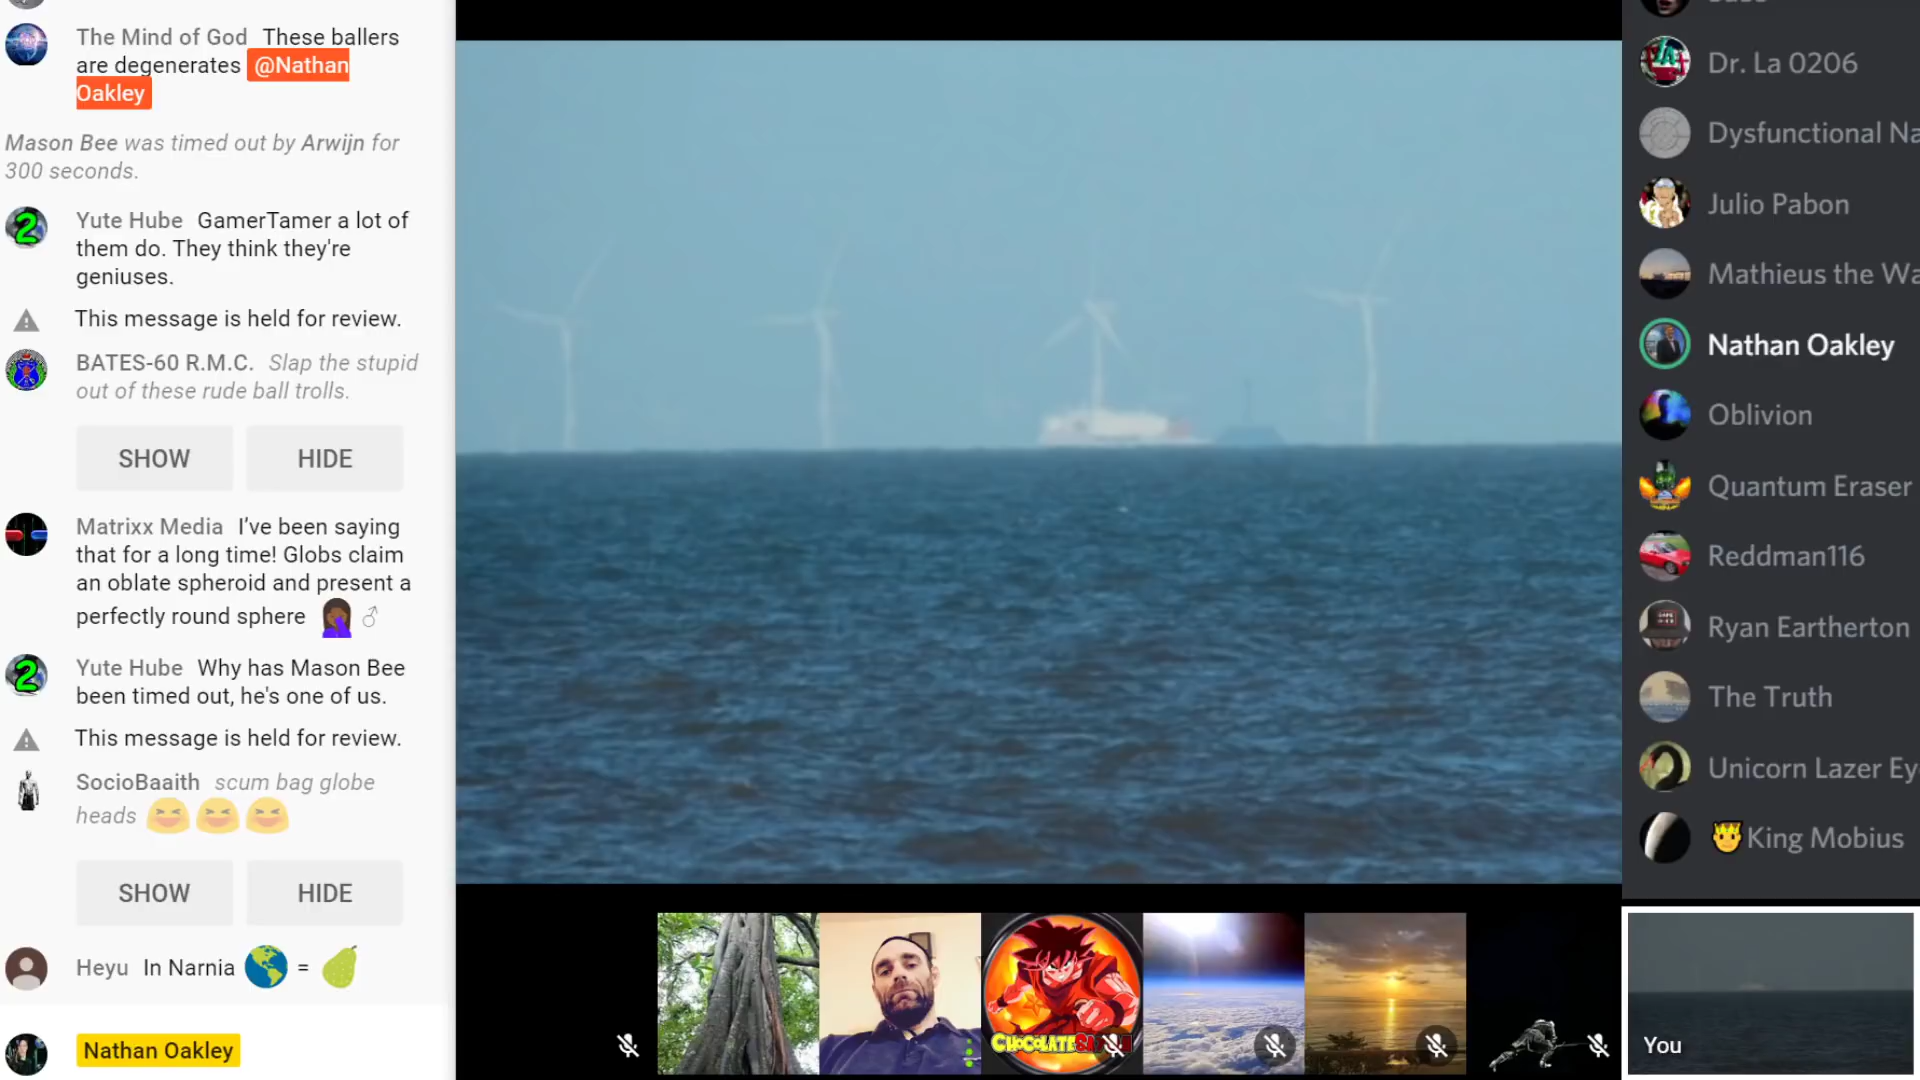 The Mind of God These ballers
are degenerates @Nathan
Oakley
Mason Bee was timed out by Arwijn for
300 seconds.
Yute Hube GamerTamer a lot of
them do. They think they're
geniuses.
This message is held for review.
BATES-60 R.M.C. Slap the stupid
out of these rude ball trolls.
SHOW HIDE
Matrixx Media I’ve been saying
that for a long time! Globs claim
an oblate spheroid and present a
perfectly round sphere
Yute Hube Why has Mason Bee
been timed out, he's one of us.
This message is held for review.
SocioBaaith scum bag globe
heads
SHOW HIDE
Heyu In Narnia =
Nathan Oakley
Dr. La 0206
Dysfunctional Na
Julio Pabon
Mathieus the Wa
Nathan Oakley
Oblivion
Quantum Eraser
Reddman116
Ryan Eartherton
The Truth
Unicorn Lazer Ey
King Mobius
You